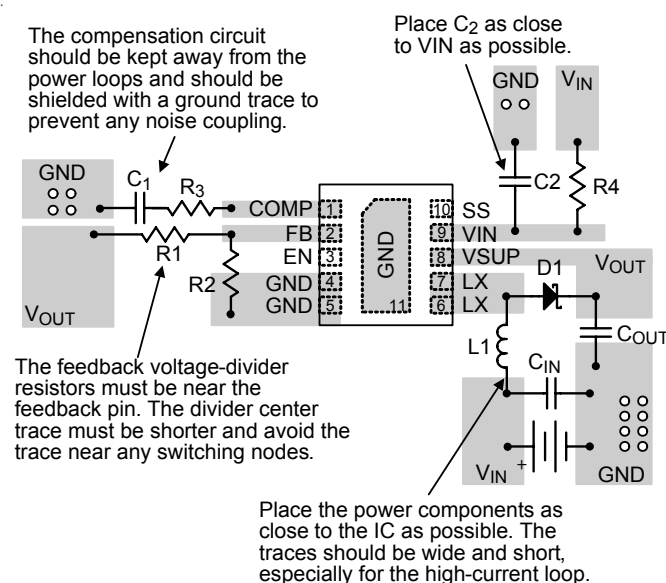 The compensation circuit
should be kept away from the
power loops and should be
shielded with a ground trace to
prevent any noise coupling.
Place C2 as close
to VIN as possible.
GND
VIN
GND
C1
R3
C2
R4
COMP
1
10
SS
R1
FB
2
9
VIN
EN
3
GND
8
VSUP
D1
VOUT
R2
GND
4
7
LX
VOUT
GND
5
11
6
LX
L1
CIN
COUT
The feedback voltage-divider
resistors must be near the
feedback pin. The divider center
trace must be shorter and avoid the
trace near any switching nodes.
VIN
+
GND
Place the power components as
close to the IC as possible. The
traces should be wide and short,
especially for the high-current loop.